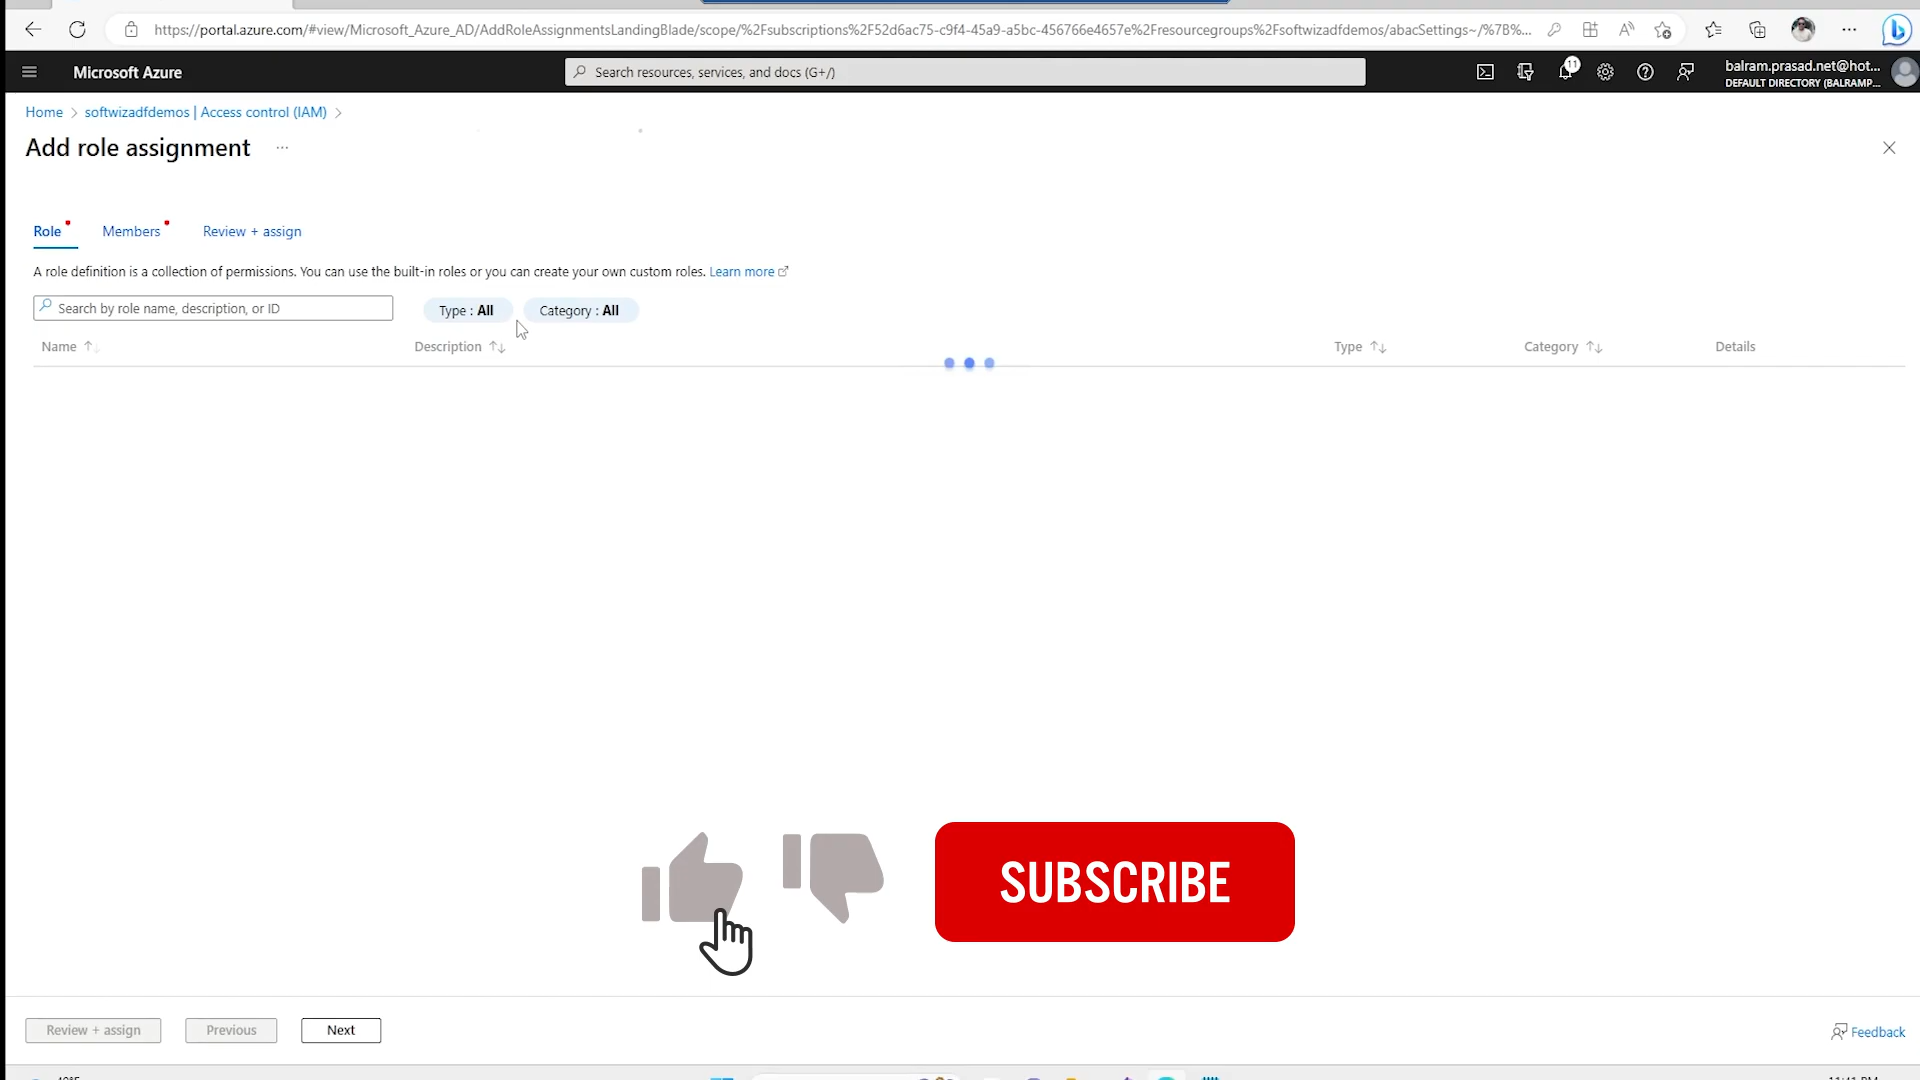 https://portal.azure.com/#view/Microsoft_Azure_AD/AddRoleAssignmentsLandingBlade/scope/%2Fsubscriptions%2F52d6ac75-c9f4-45a9-a5bc-456766e4657e%2Fresourcegroups%2Fsoftwizadfdemos/abacSettings~/%7B%...
Microsoft Azure
Search resources, services, and docs (G+/)
11
balram.prasad.net@hot...
DEFAULT DIRECTORY (BALRAMP...
Home > softwizadfdemos | Access control (IAM) >
Add role assignment ...
Role
Members
Review + assign
A role definition is a collection of permissions. You can use the built-in roles or you can create your own custom roles. Learn more
Search by role name, description, or ID
Type : All
Category : All
Name
Description
Type
Category
Details
SUBSCRIBE
Review + assign
Previous
Next
Feedback